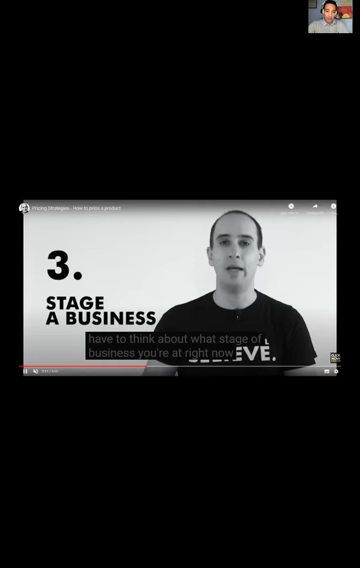 Pricing Strategies - How to price a product
3.
STAGE
A BUSINESS
have to think about what stage of
business you're at right now